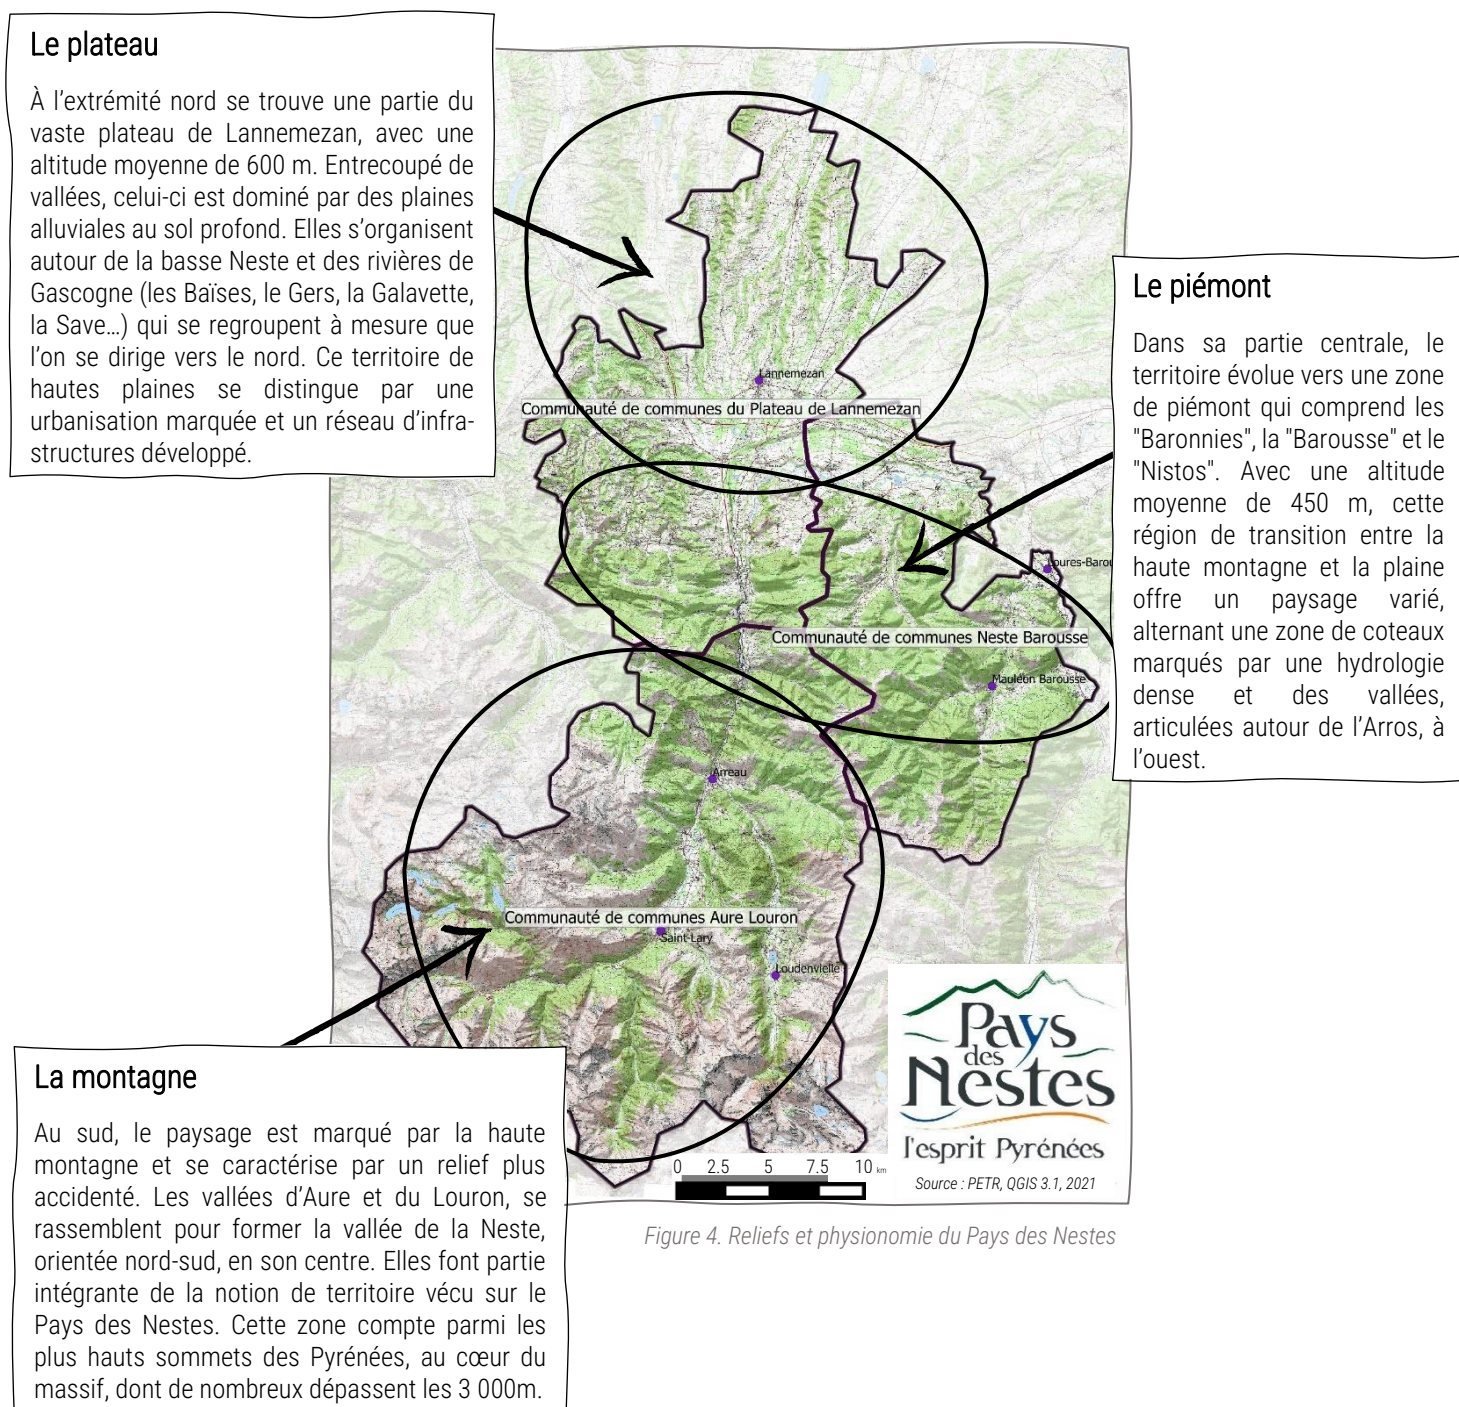 Le plateau
À l'extrémité nord se trouve une partie du
vaste plateau de Lannemezan, avec une
altitude moyenne de 600 m. Entrecoupé de
vallées, celui-ci est dominé par des plaines
alluviales au sol profond. Elles s'organisent
autour de la basse Neste et des rivières de
Gascogne (les Baïses, le Gers, la Galavette,
la Save…) qui se regroupent à mesure que
l'on se dirige vers le nord. Ce territoire de
hautes plaines se distingue par une
urbanisation marquée et un réseau d'infra-
structures développé.
Le piémont
Dans sa partie centrale, le
territoire évolue vers une zone
de piémont qui comprend les
"Baronnies", la "Barousse" et le
"Nistos". Avec une altitude
moyenne de 450 m, cette
région de transition entre la
haute montagne et la plaine
offre un paysage varié,
alternant une zone de coteaux
marqués par une hydrologie
dense et des vallées,
articulées autour de l'Arros, à
l'ouest.
Lannemezan
Communauté de communes du Plateau de Lannemezan
Loures-Barou
Communauté de communes Neste Barousse
Mauléon Barousse
Arreau
Communauté de communes Aure Louron
Saint-Lary
Loudenvielle
La montagne
Au sud, le paysage est marqué par la haute
montagne et se caractérise par un relief plus
accidenté. Les vallées d'Aure et du Louron, se
rassemblent pour former la vallée de la Neste,
orientée nord-sud, en son centre. Elles font partie
intégrante de la notion de territoire vécu sur le
Pays des Nestes. Cette zone compte parmi les
plus hauts sommets des Pyrénées, au cœur du
massif, dont de nombreux dépassent les 3 000m.
0 2.5 5 7.5 10 km
Pays
des
Nestes
l'esprit Pyrénées
Source : PETR, QGIS 3.1, 2021
Figure 4. Reliefs et physionomie du Pays des Nestes